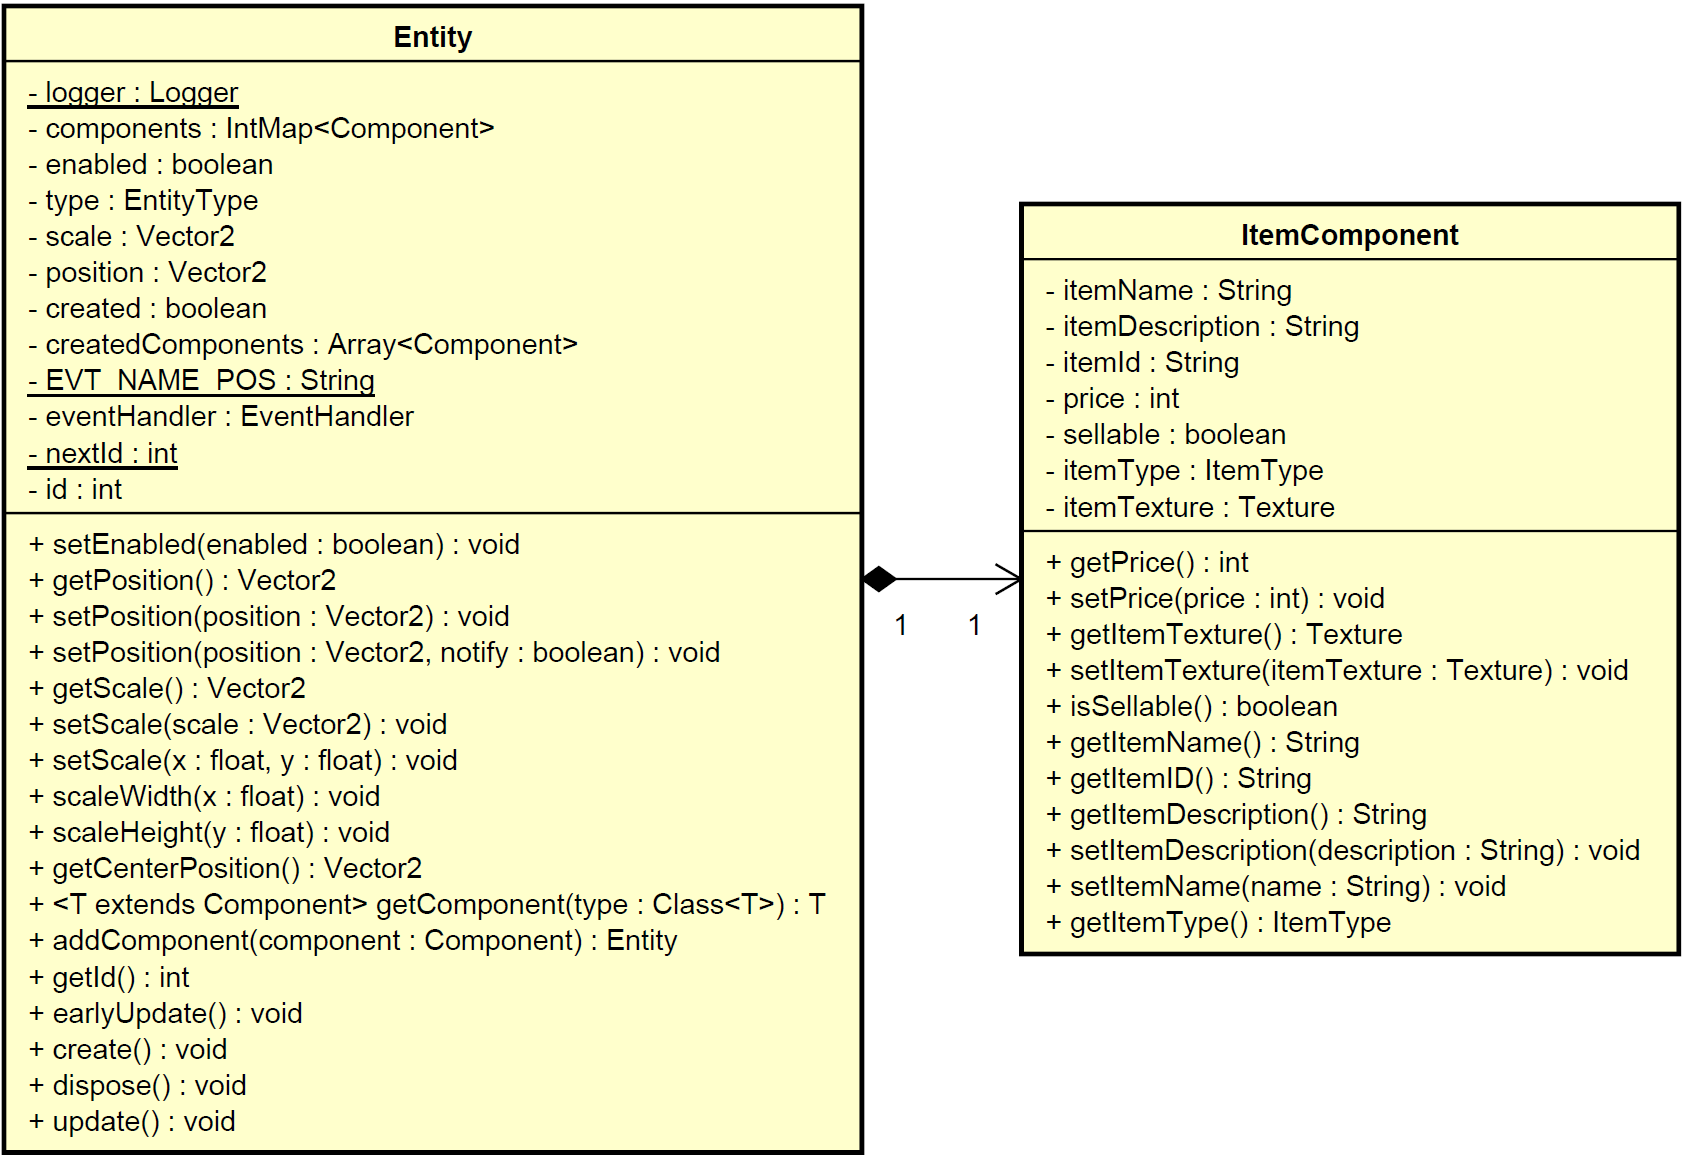 Entity
- logger : Logger
- components : IntMap<Component>
- enabled : boolean
- type : EntityType
- scale : Vector2
- position : Vector2
- created : boolean
- createdComponents : Array<Component>
- EVT_NAME_POS : String
- eventHandler : EventHandler
- nextId : int
- id : int
+ setEnabled(enabled : boolean) : void
+ getPosition() : Vector2
+ setPosition(position : Vector2) : void
+ setPosition(position : Vector2, notify : boolean) : void
+ getScale() : Vector2
+ setScale(scale : Vector2) : void
+ setScale(x : float, y : float) : void
+ scaleWidth(x : float) : void
+ scaleHeight(y : float) : void
+ getCenterPosition() : Vector2
+ <T extends Component> getComponent(type : Class<T>) : T
+ addComponent(component : Component) : Entity
+ getId() : int
+ earlyUpdate() : void
+ create() : void
+ dispose() : void
+ update() : void
1 1
ItemComponent
- itemName : String
- itemDescription : String
- itemId : String
- price : int
- sellable : boolean
- itemType : ItemType
- itemTexture : Texture
+ getPrice() : int
+ setPrice(price : int) : void
+ getItemTexture() : Texture
+ setItemTexture(itemTexture : Texture) : void
+ isSellable() : boolean
+ getItemName() : String
+ getItemID() : String
+ getItemDescription() : String
+ setItemDescription(description : String) : void
+ setItemName(name : String) : void
+ getItemType() : ItemType